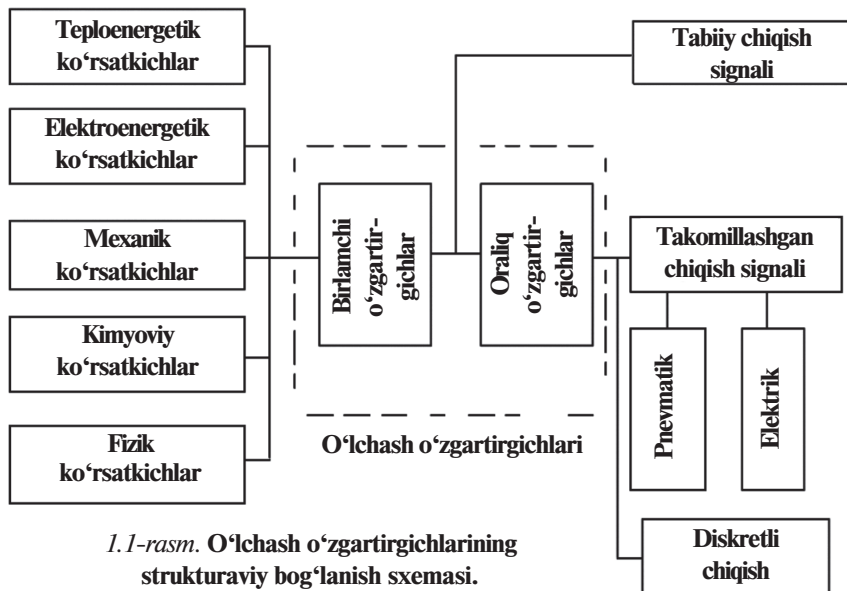 Teploenergetik
ko‘rsatkichlar
Elektroenergetik
ko‘rsatkichlar
Mexanik
ko‘rsatkichlar
Kimyoviy
ko‘rsatkichlar
Fizik
ko‘rsatkichlar
Birlamchi
o‘zgartir-
gichlar
Oraliq
o‘zgartir-
gichlar
O‘lchash o‘zgartirgichlari
Tabiiy chiqish
signali
Takomillashgan
chiqish signali
Pnevmatik
Elektrik
Diskretli
chiqish
1.1-rasm. O‘lchash o‘zgartirgichlarining
strukturaviy bog‘lanish sxemasi.